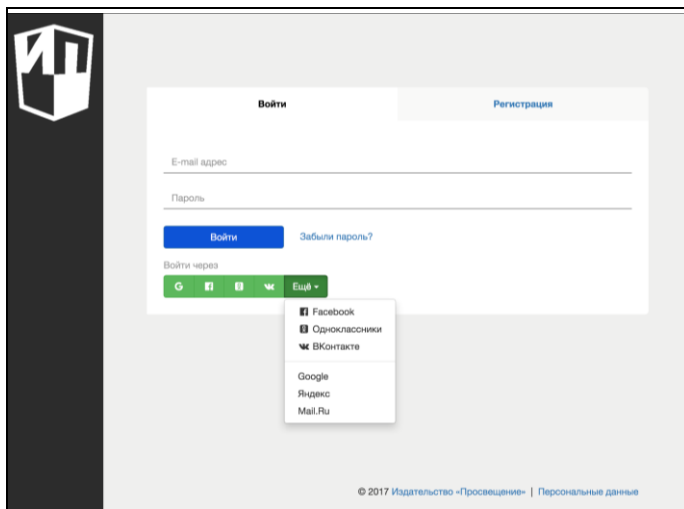 ИП
Войти Регистрация
E-mail адрес
Пароль
Войти Забыли пароль?
Войти через
G Ещё
Facebook
Одноклассники
ВКонтакте
Google
Яндекс
Mail.Ru
© 2017 Издательство «Просвещение» | Персональные данные